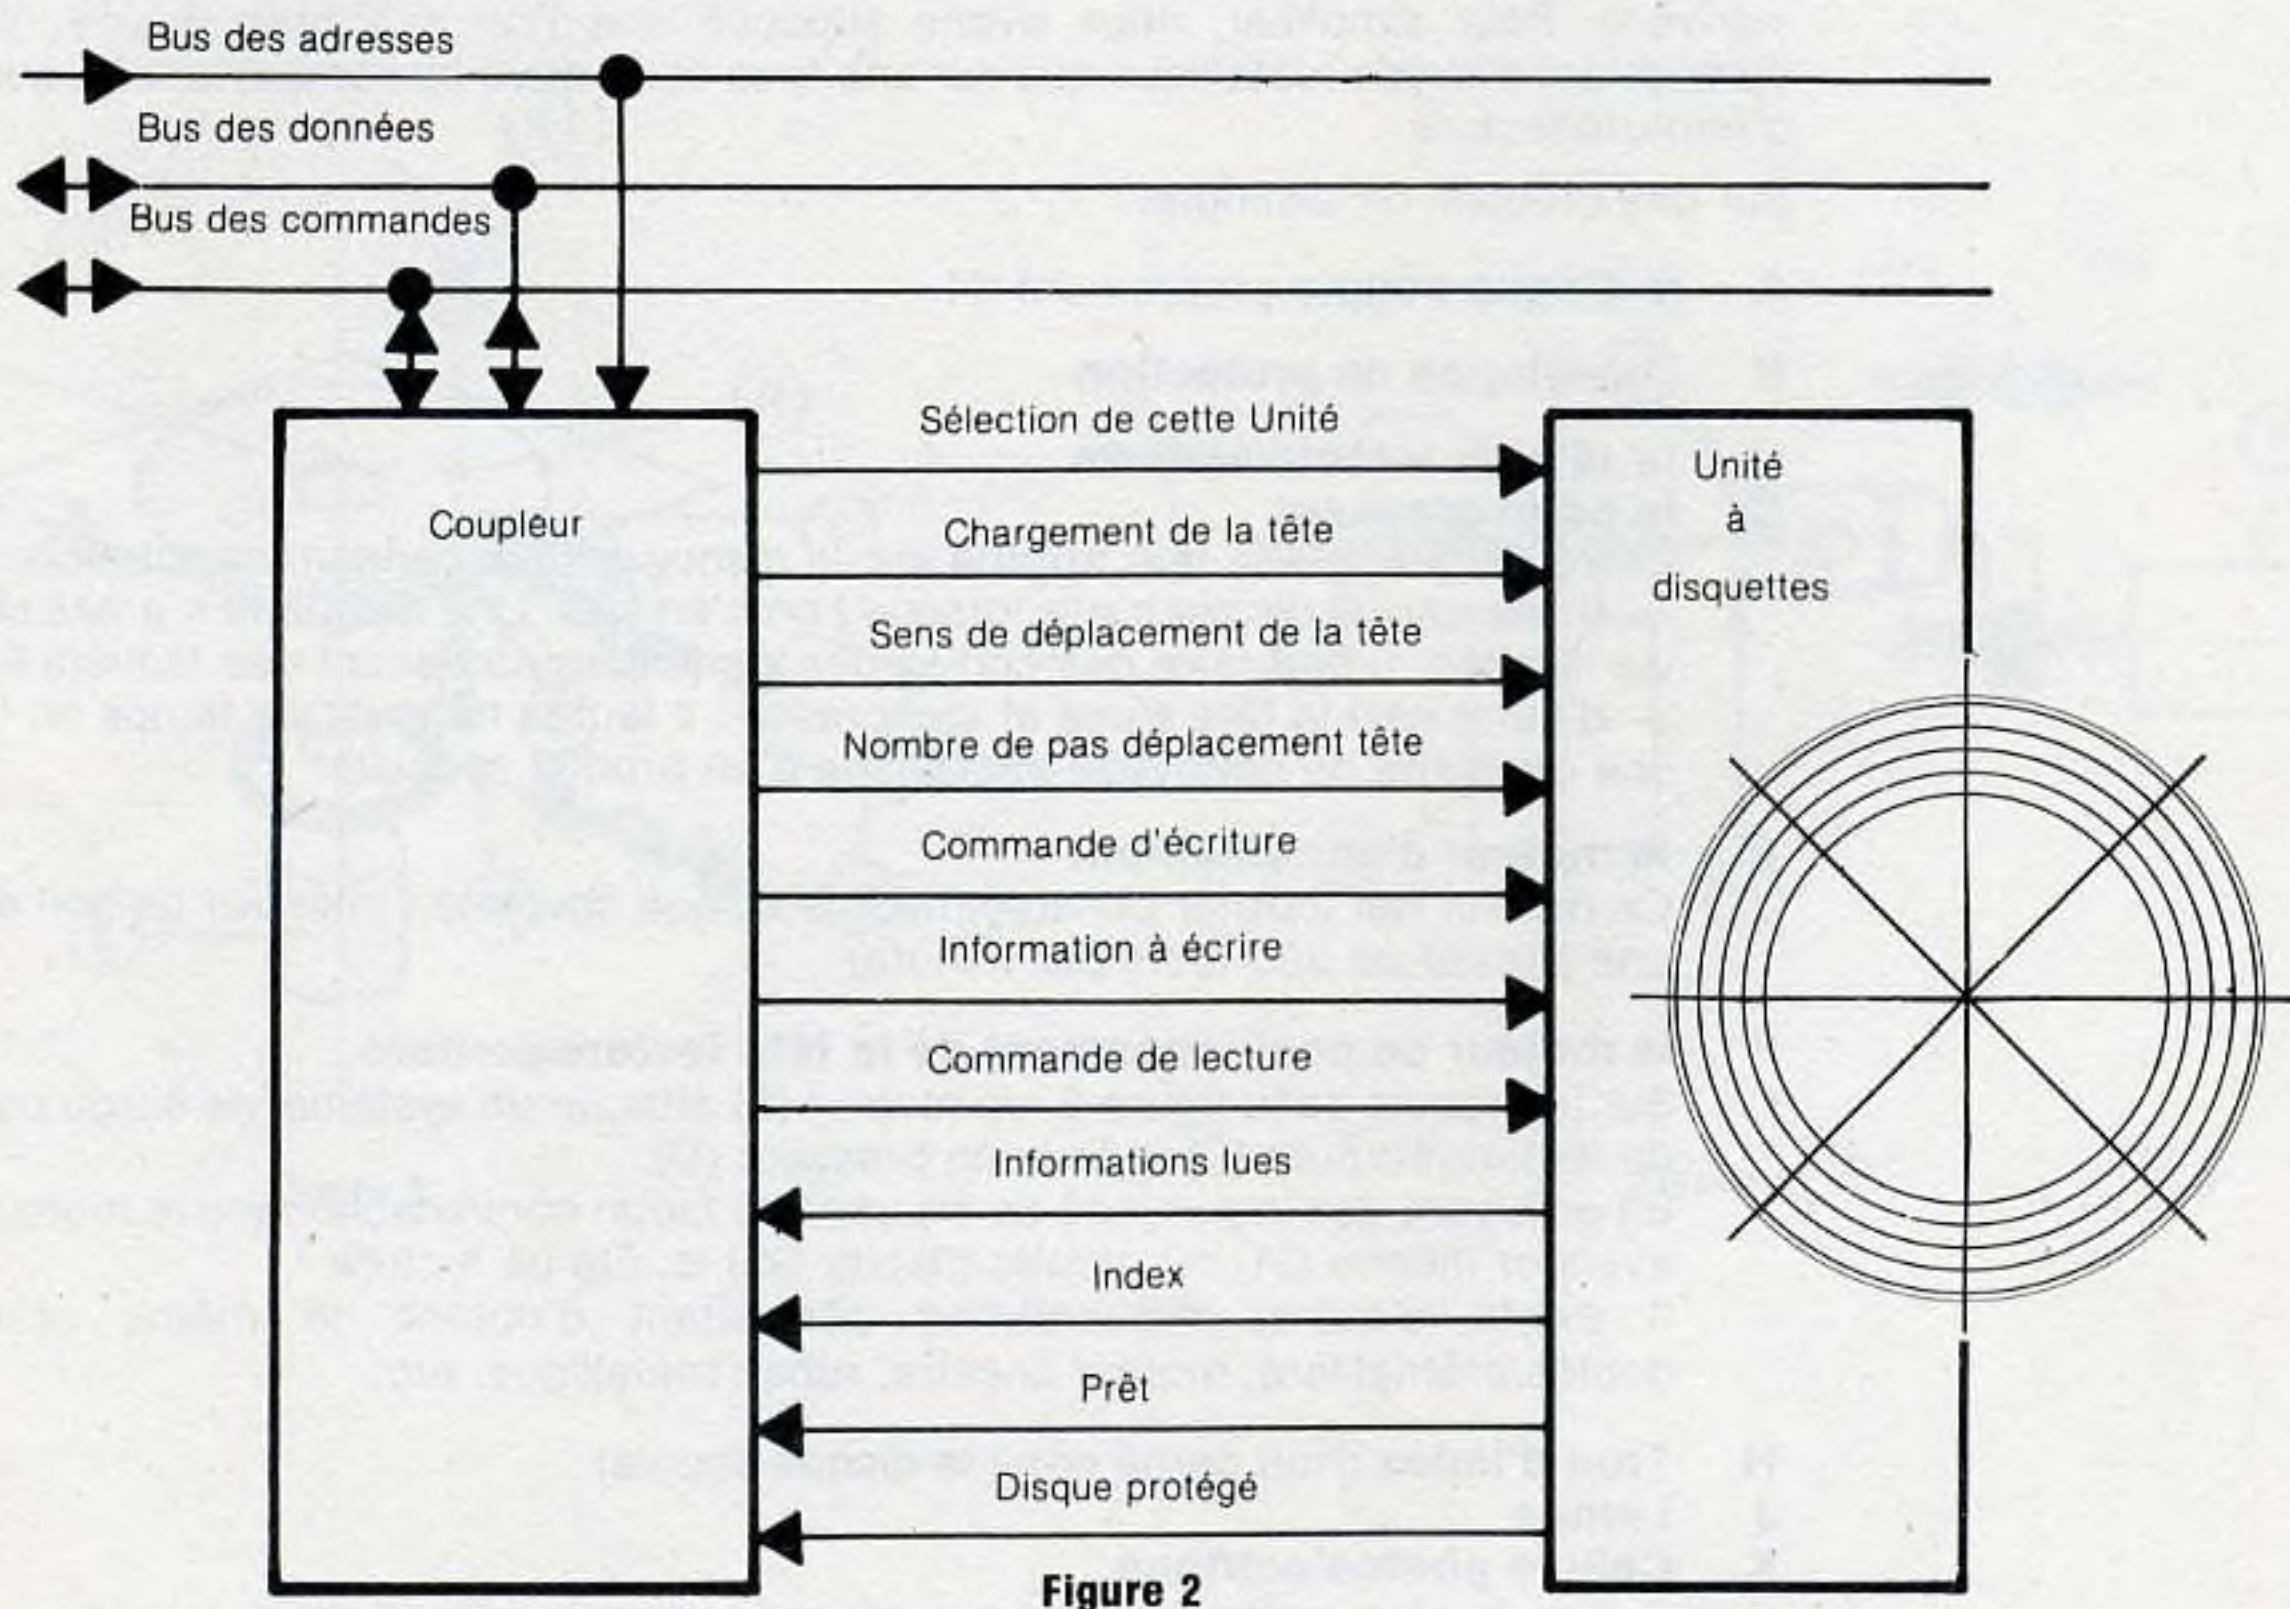 Bus des adresses
Bus des données
Bus des commandes
Coupleur
Sélection de cette Unité
Chargement de la tête
Sens de déplacement de la tête
Nombre de pas déplacement tête
Commande d'écriture
Information à écrire
Commande de lecture
Informations lues
Index
Prêt
Disque protégé
Unité
à
disquettes
Figure 2